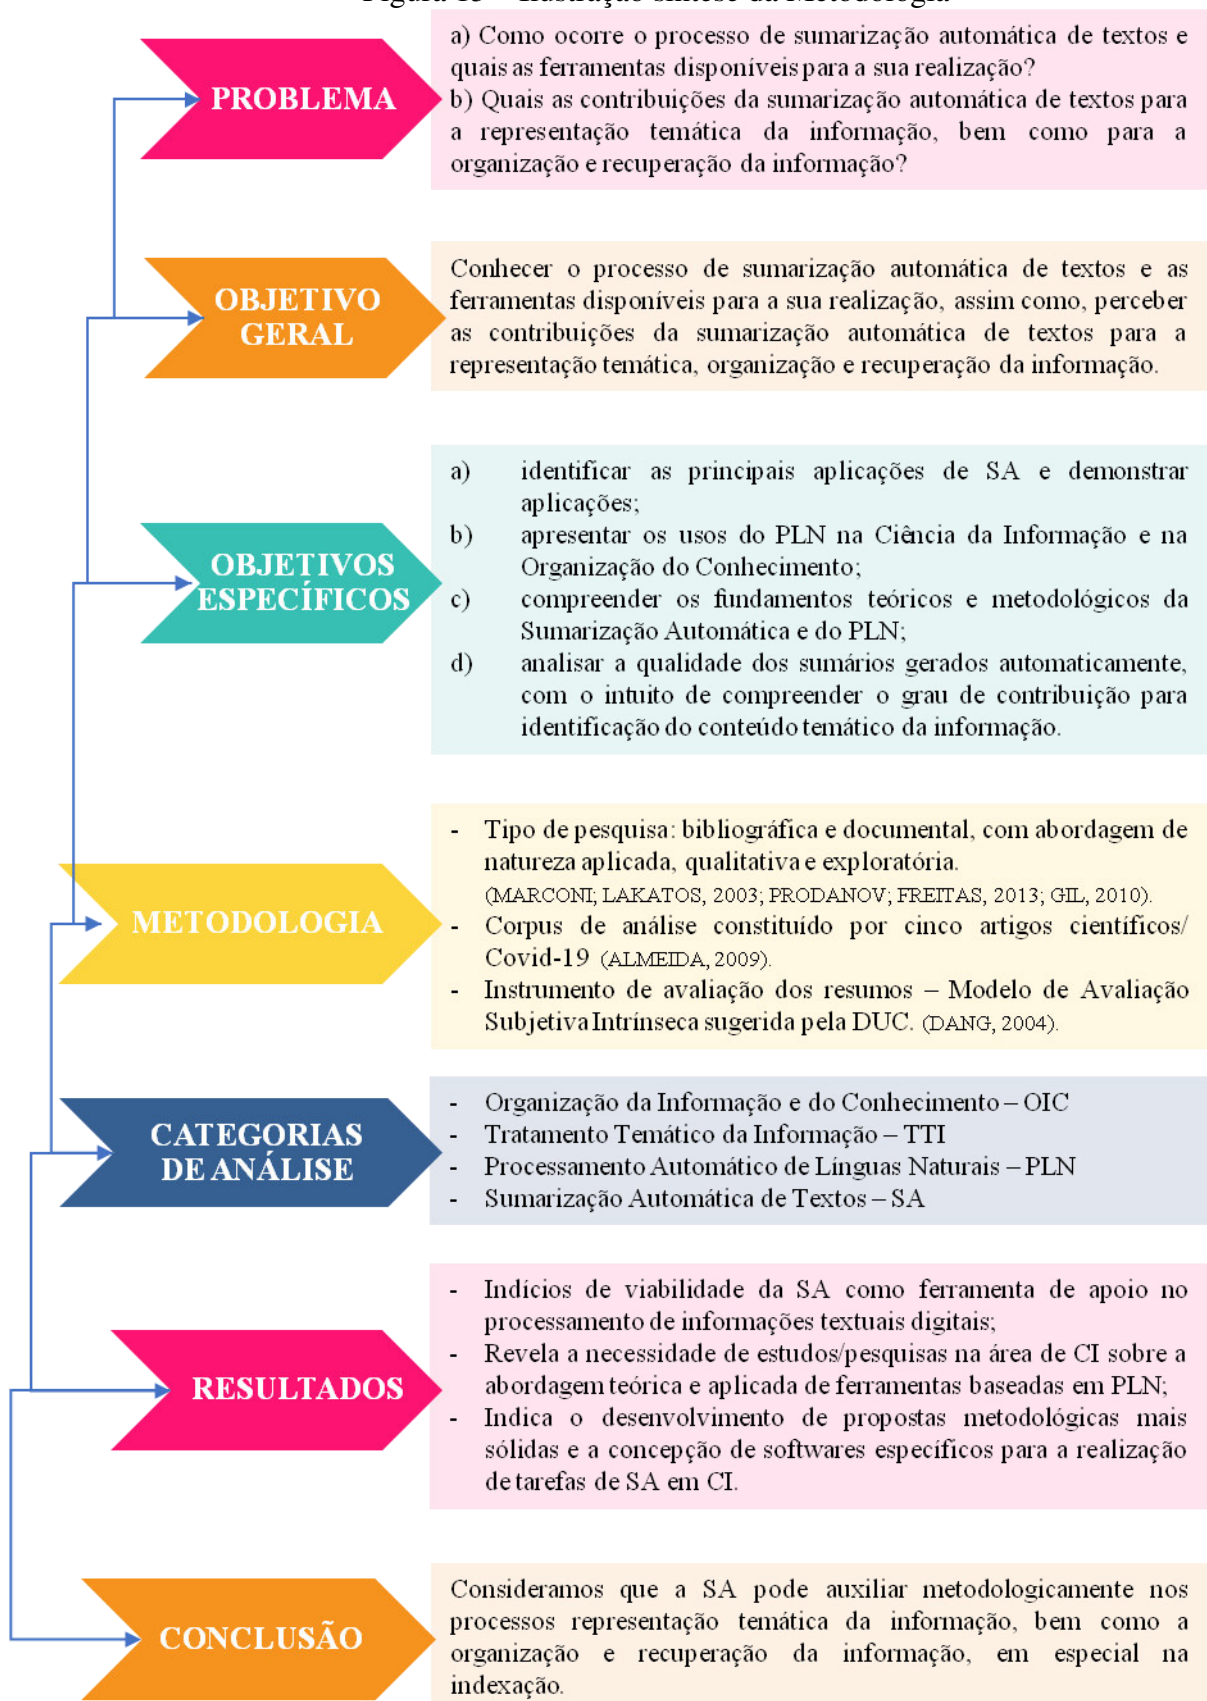 Figura 13 – Ilustração síntese da Metodologia
PROBLEMA
a) Como ocorre o processo de sumarização automática de textos e
quais as ferramentas disponíveis para a sua realização?
b) Quais as contribuições da sumarização automática de textos para
a representação temática da informação, bem como para a
organização e recuperação da informação?
OBJETIVO
GERAL
Conhecer o processo de sumarização automática de textos e as
ferramentas disponíveis para a sua realização, assim como, perceber
as contribuições da sumarização automática de textos para a
representação temática, organização e recuperação da informação.
OBJETIVOS
ESPECÍFICOS
a) identificar as principais aplicações de SA e demonstrar
aplicações;
b) apresentar os usos do PLN na Ciência da Informação e na
Organização do Conhecimento;
c) compreender os fundamentos teóricos e metodológicos da
Sumarização Automática e do PLN;
d) analisar a qualidade dos sumários gerados automaticamente,
com o intuito de compreender o grau de contribuição para
identificação do conteúdo temático da informação.
METODOLOGIA
- Tipo de pesquisa: bibliográfica e documental, com abordagem de
natureza aplicada, qualitativa e exploratória.
(MARCONI; LAKATOS, 2003; PRODANOV; FREITAS, 2013; GIL, 2010).
- Corpus de análise constituído por cinco artigos científicos/
Covid-19 (ALMEIDA, 2009).
- Instrumento de avaliação dos resumos – Modelo de Avaliação
Subjetiva Intrínseca sugerida pela DUC. (DANG, 2004).
CATEGORIAS
DE ANÁLISE
- Organização da Informação e do Conhecimento – OIC
- Tratamento Temático da Informação – TTI
- Processamento Automático de Línguas Naturais – PLN
- Sumarização Automática de Textos – SA
RESULTADOS
- Indícios de viabilidade da SA como ferramenta de apoio no
processamento de informações textuais digitais;
- Revela a necessidade de estudos/pesquisas na área de CI sobre a
abordagem teórica e aplicada de ferramentas baseadas em PLN;
- Indica o desenvolvimento de propostas metodológicas mais
sólidas e a concepção de softwares específicos para a realização
de tarefas de SA em CI.
CONCLUSÃO
Consideramos que a SA pode auxiliar metodologicamente nos
processos representação temática da informação, bem como a
organização e recuperação da informação, em especial na
indexação.